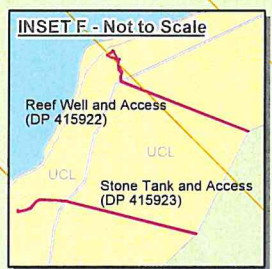 INSET F - Not to Scale
Reef Well and Access
(DP 415922)
UCL
UCL
Stone Tank and Access
(DP 415923)